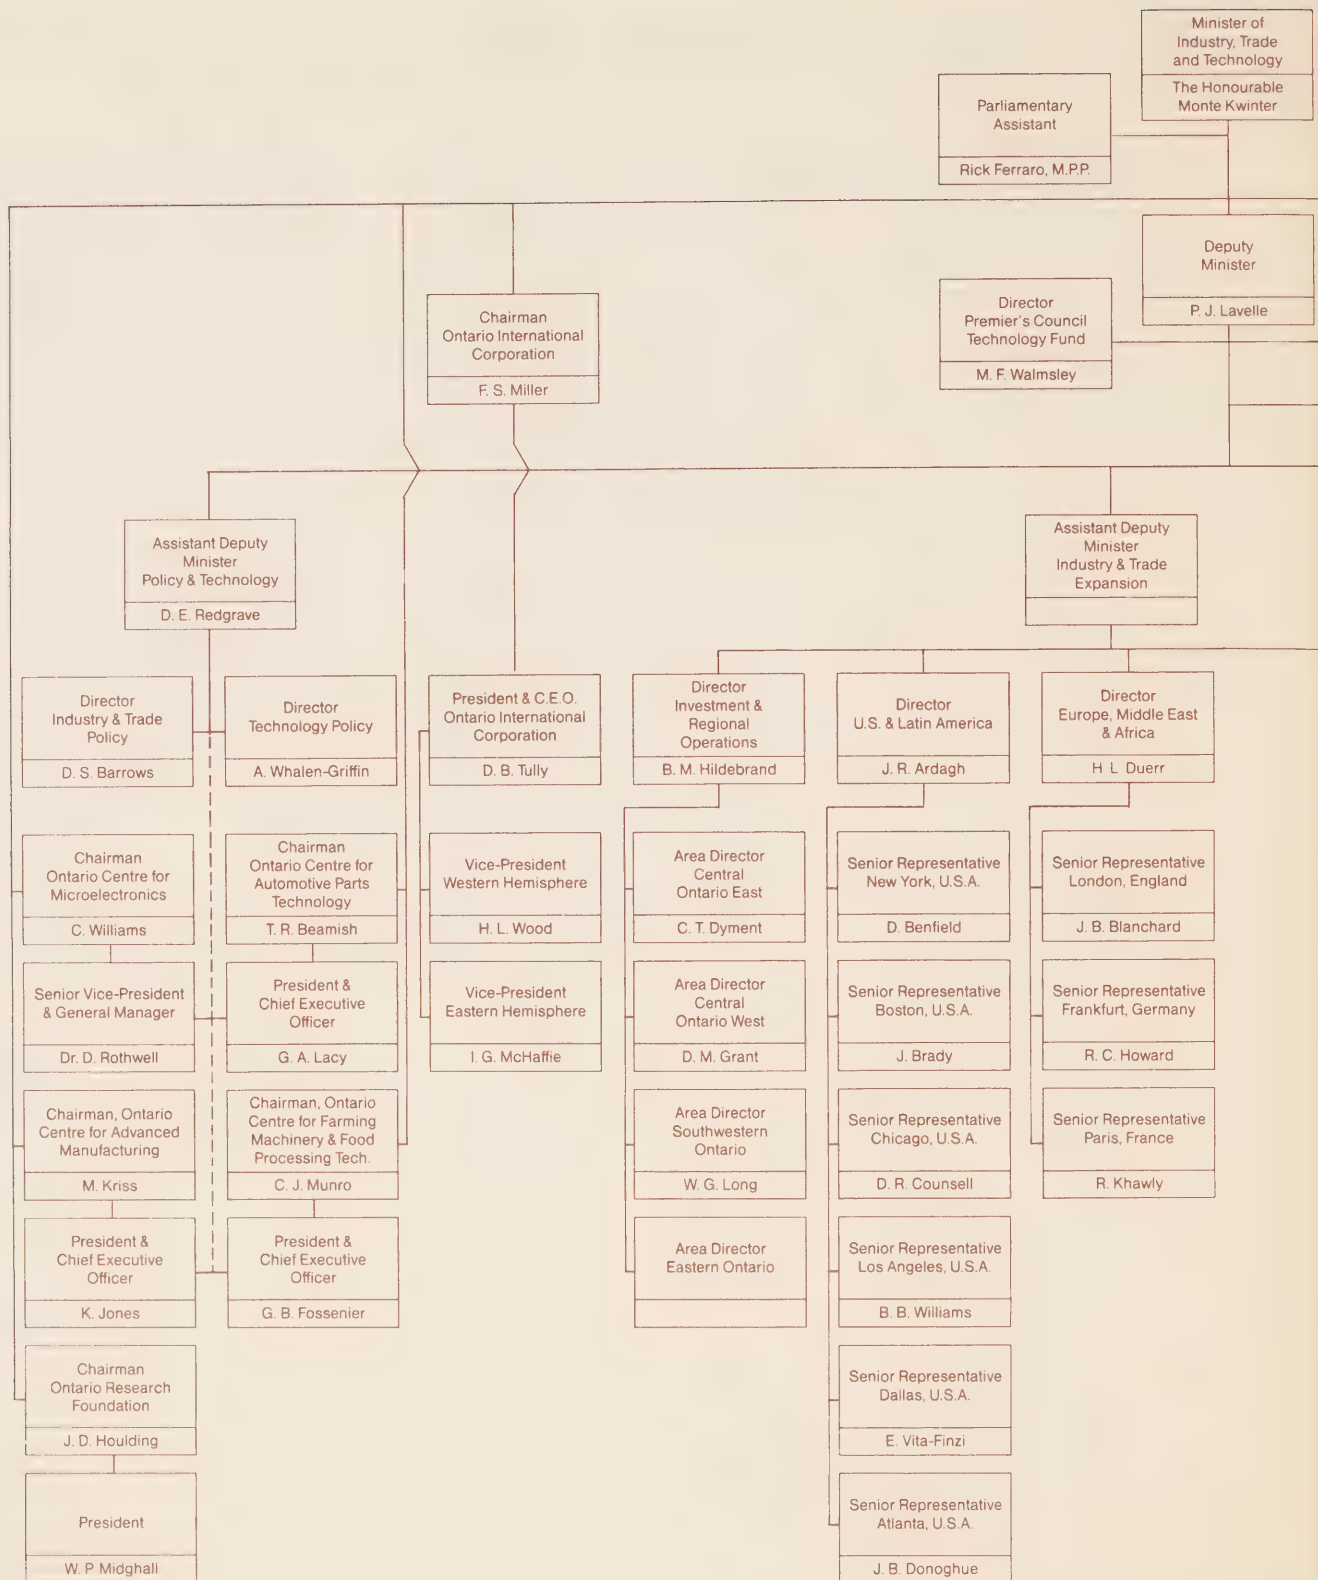 Minister of
Industry, Trade
and Technology
The Honourable
Monte Kwinter
Parliamentary
Assistant
Rick Ferraro, M.P.P.
Deputy
Minister
P. J. Lavelle
Director
Premier's Council
Technology Fund
M. F. Walmsley
Chairman
Ontario International
Corporation
F. S. Miller
Assistant Deputy
Minister
Policy & Technology
D. E. Redgrave
Assistant Deputy
Minister
Industry & Trade
Expansion
Director
Industry & Trade
Policy
D. S. Barrows
Director
Technology Policy
A. Whalen-Griffin
President & C.E.O.
Ontario International
Corporation
D. B. Tully
Director
Investment &
Regional
Operations
B. M. Hildebrand
Director
U.S. & Latin America
J. R. Ardagh
Director
Europe, Middle East
& Africa
H L Duerr
Chairman
Ontario Centre for
Microelectronics
C. Williams
Chairman
Ontario Centre for
Automotive Parts
Technology
T. R. Beamish
Vice-President
Western Hemisphere
H. L. Wood
Area Director
Central
Ontario East
C. T. Dyment
Senior Representative
New York, U.S.A.
D. Benfield
Senior Representative
London, England
J. B. Blanchard
Senior Vice-President
& General Manager
Dr. D. Rothwell
President &
Chief Executive
Officer
G. A. Lacy
Vice-President
Eastern Hemisphere
I. G. McHaffie
Area Director
Central
Ontario West
D. M. Grant
Senior Representative
Boston, U.S.A.
J. Brady
Senior Representative
Frankfurt, Germany
R. C. Howard
Chairman, Ontario
Centre for Advanced
Manufacturing
M. Kriss
Chairman, Ontario
Centre for Farming
Machinery & Food
Processing Tech.
C. J. Munro
Area Director
Southwestern
Ontario
W. G. Long
Senior Representative
Chicago, U.S.A.
D. R. Counsell
Senior Representative
Paris, France
R. Khawly
President &
Chief Executive
Officer
K. Jones
President &
Chief Executive
Officer
G. B. Fossenier
Area Director
Eastern Ontario
Senior Representative
Los Angeles, U.S.A.
B. B. Williams
Chairman
Ontario Research
Foundation
J. D. Houlding
Senior Representative
Dallas, U.S.A.
E. Vita-Finzi
President
W. P Midghall
Senior Representative
Atlanta, U.S.A.
J. B. Donoghue